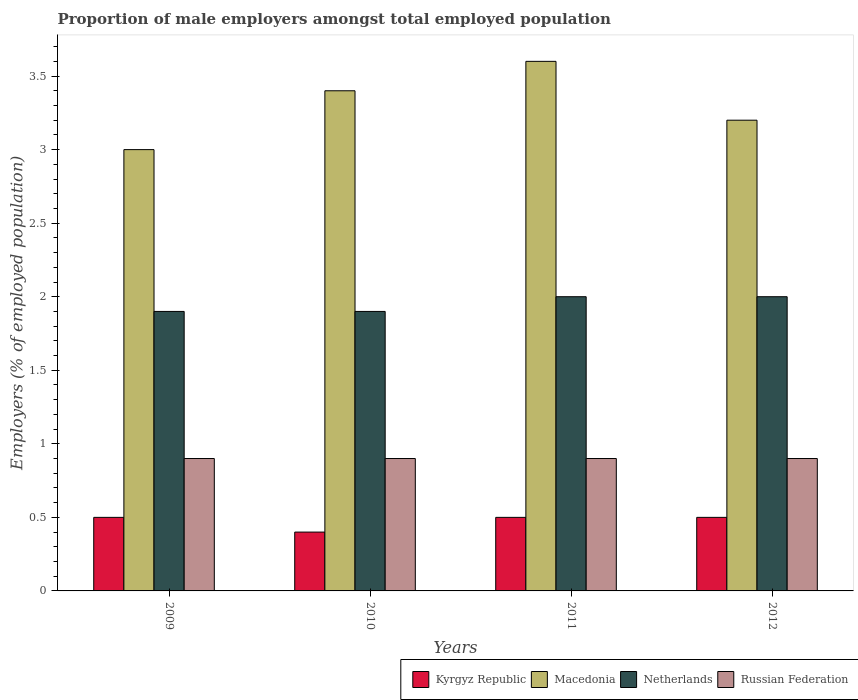 Proportion of male employers amongst total employed population
Employers (% of employed population)
3.5
3
2.5
2
1.5
1
0.5
0
2009
2010
2011
2012
Years
Kyrgyz Republic
Macedonia
Netherlands
Russian Federation